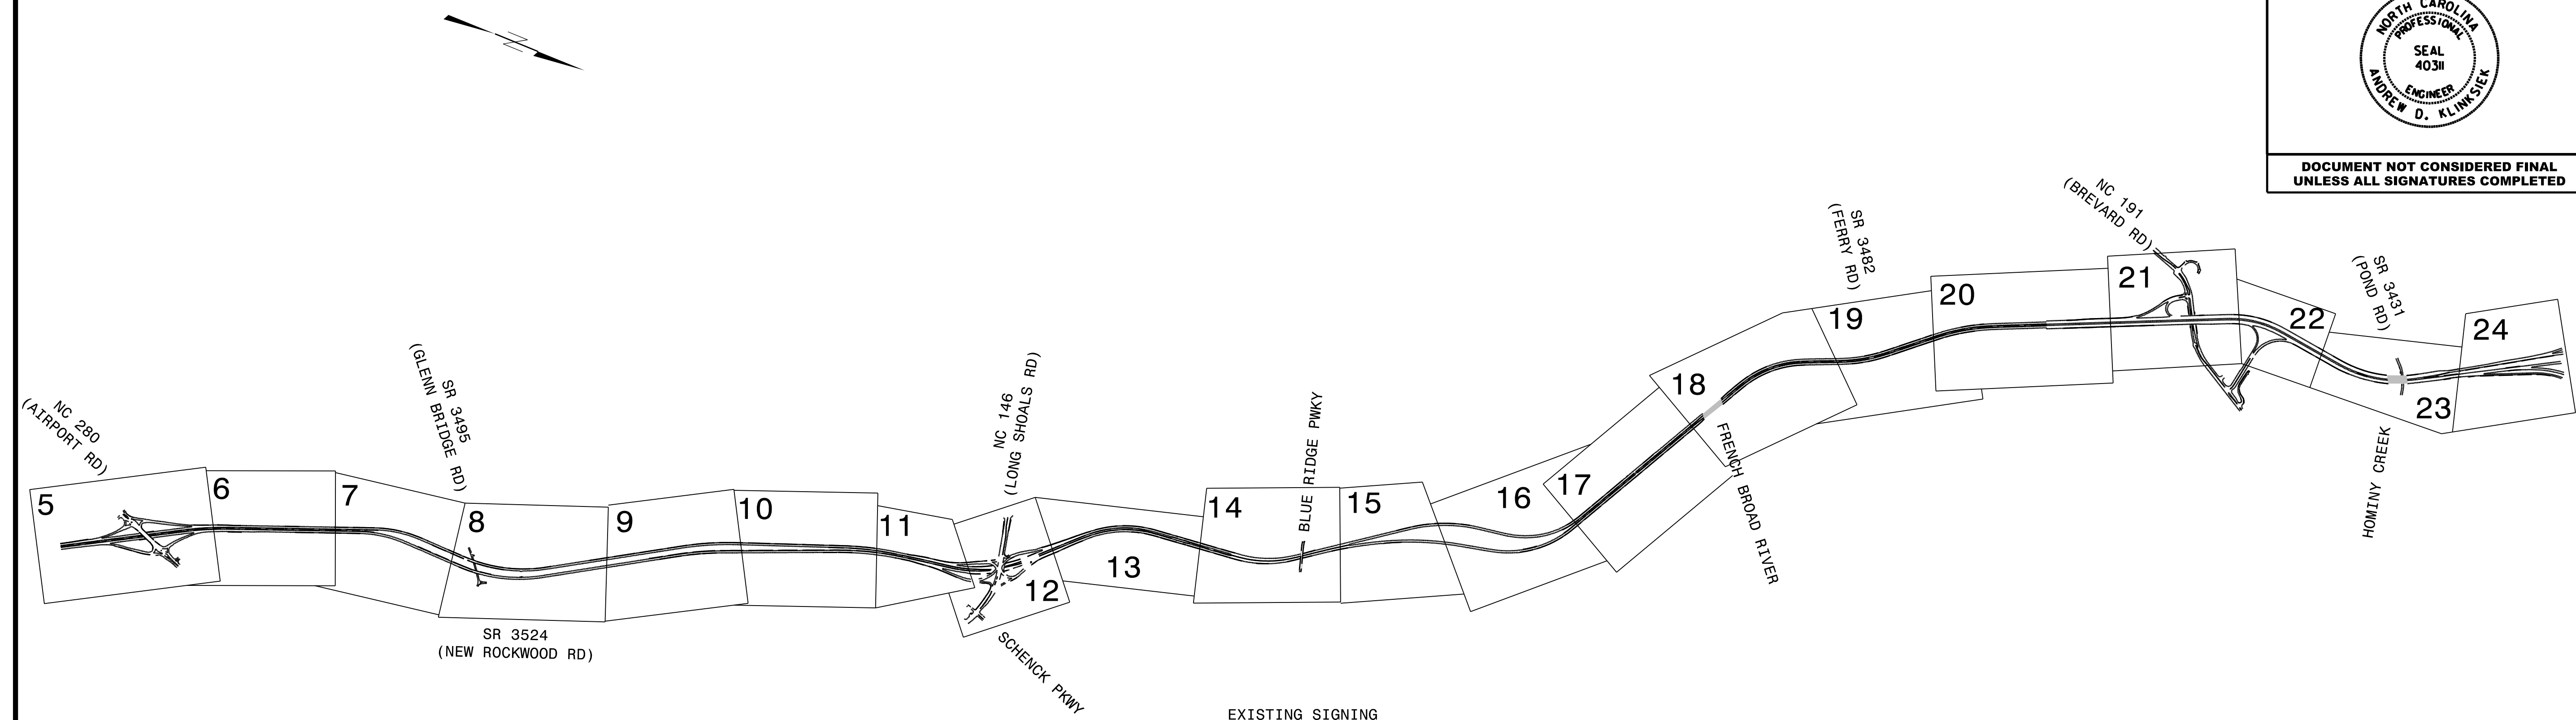 NORTH CAROLINA
PROFESSIONAL
SEAL
40311
ENGINEER
ANDREW D. KLINKSIEK
DOCUMENT NOT CONSIDERED FINAL
UNLESS ALL SIGNATURES COMPLETED
N
NC 191
(BREVARD RD)
SR 3482
(FERRY RD)
SR 3431
(POND RD)
21
20
22
19
24
18
23
SR 3495
(GLENN BRIDGE RD)
NC 146
(LONG SHOALS RD)
BLUE RIDGE PWKY
NC 280
(AIRPORT RD)
FRENCH BROAD RIVER
HOMINY CREEK
5
6
7
8
9
10
11
12
13
14
15
16
17
SR 3524
(NEW ROCKWOOD RD)
SCHENCK PKWY
EXISTING SIGNING